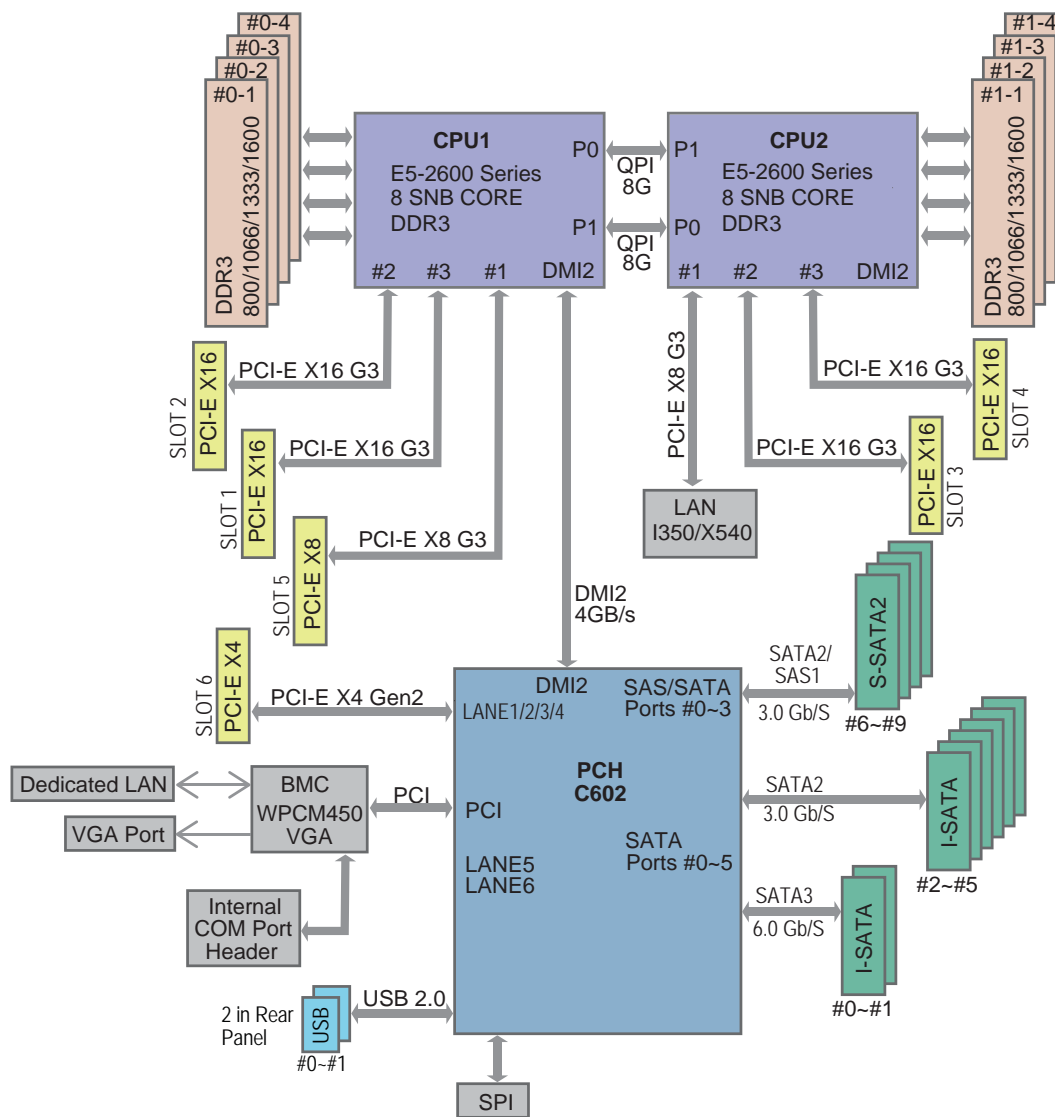 #0-4
#0-3
#0-2
#0-1
DDR3
800/1066/1333/1600
CPU1
E5-2600 Series
8 SNB CORE
DDR3
P0
P1
#2
#3
#1
DMI2
QPI
8G
QPI
8G
CPU2
E5-2600 Series
8 SNB CORE
DDR3
P1
P0
#1
#2
#3
DMI2
#1-4
#1-3
#1-2
#1-1
DDR3
800/1066/1333/1600
SLOT 2
PCI-E X16
PCI-E X16 G3
SLOT 1
PCI-E X16
PCI-E X16 G3
SLOT 5
PCI-E X8
PCI-E X8 G3
PCI-E X8 G3
LAN
I350/X540
PCI-E X16 G3
PCI-E X16
SLOT 4
PCI-E X16 G3
PCI-E X16
SLOT 3
DMI2
4GB/s
SLOT 6
PCI-E X4
PCI-E X4 Gen2
DMI2
LANE1/2/3/4
SAS/SATA
Ports #0~3
PCH
C602
PCI
SATA
Ports #0~5
LANE5
LANE6
SATA2/
SAS1
3.0 Gb/S
S-SATA2
#6~#9
SATA2
3.0 Gb/S
I-SATA
#2~#5
SATA3
6.0 Gb/S
I-SATA
#0~#1
Dedicated LAN
VGA Port
BMC
WPCM450
VGA
PCI
Internal
COM Port
Header
2 in Rear
Panel
USB
#0~#1
USB 2.0
SPI